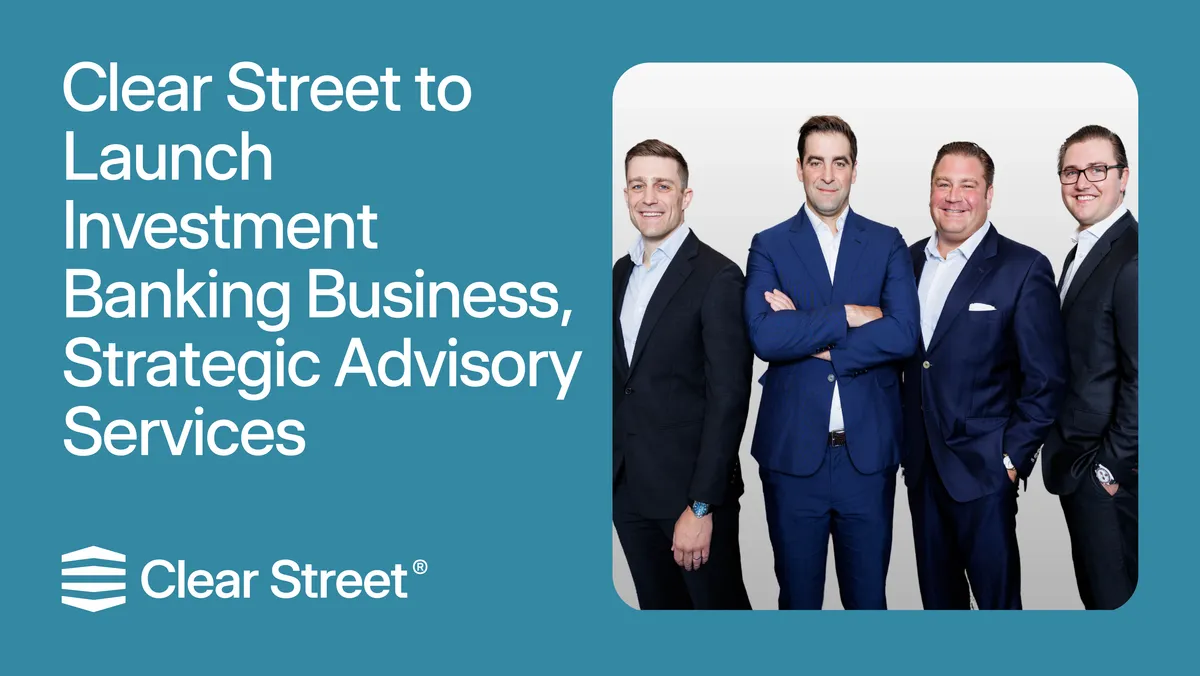 Clear Street to
Launch
Investment
Banking Business,
Strategic Advisory
Services
Clear Street®